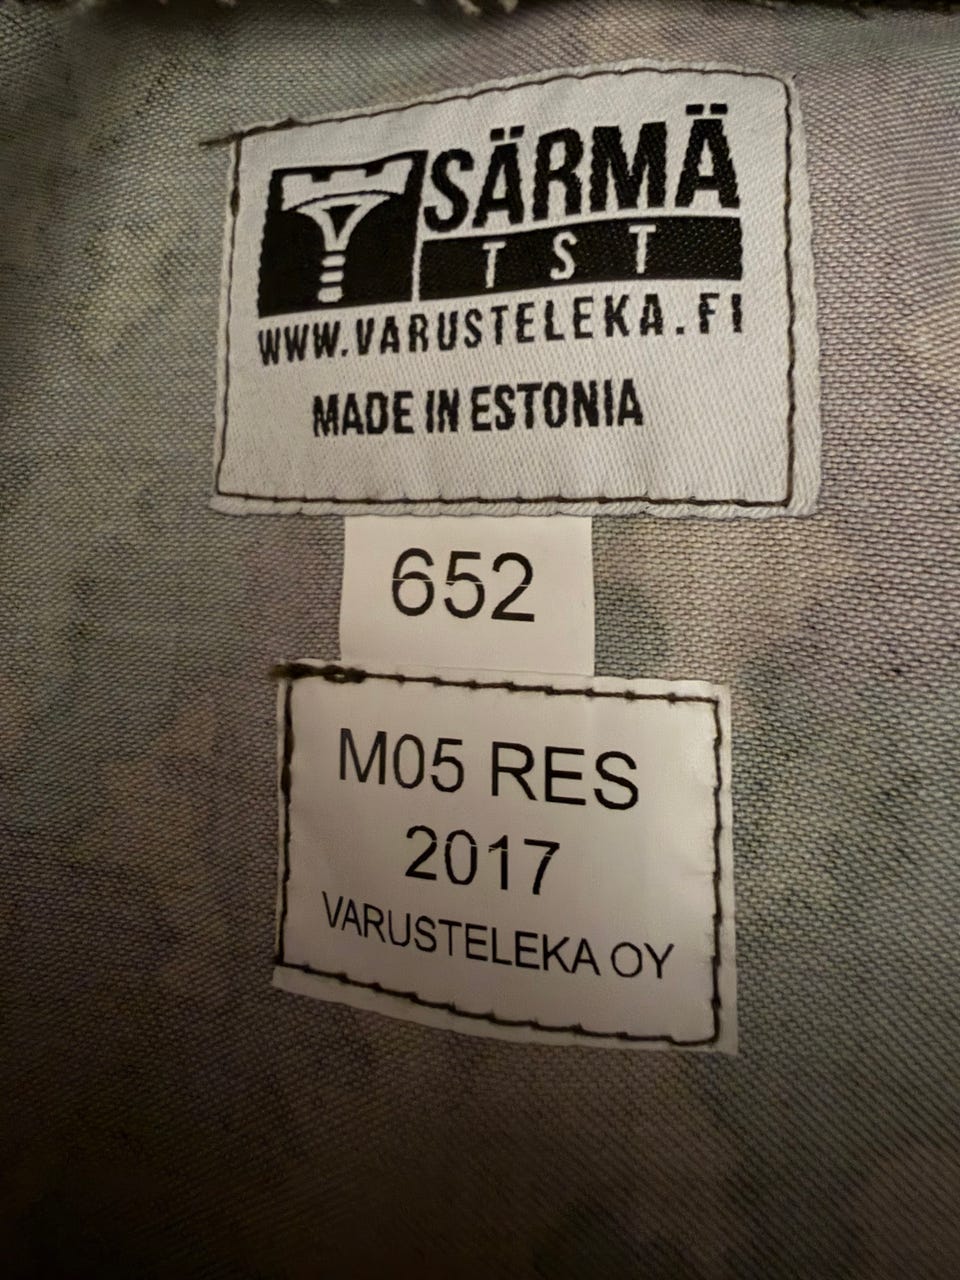 SÄRMÄ
TST
WWW.VARUSTELEKA.FI
MADE IN ESTONIA
652
M05 RES
2017
VARUSTELEKA OY